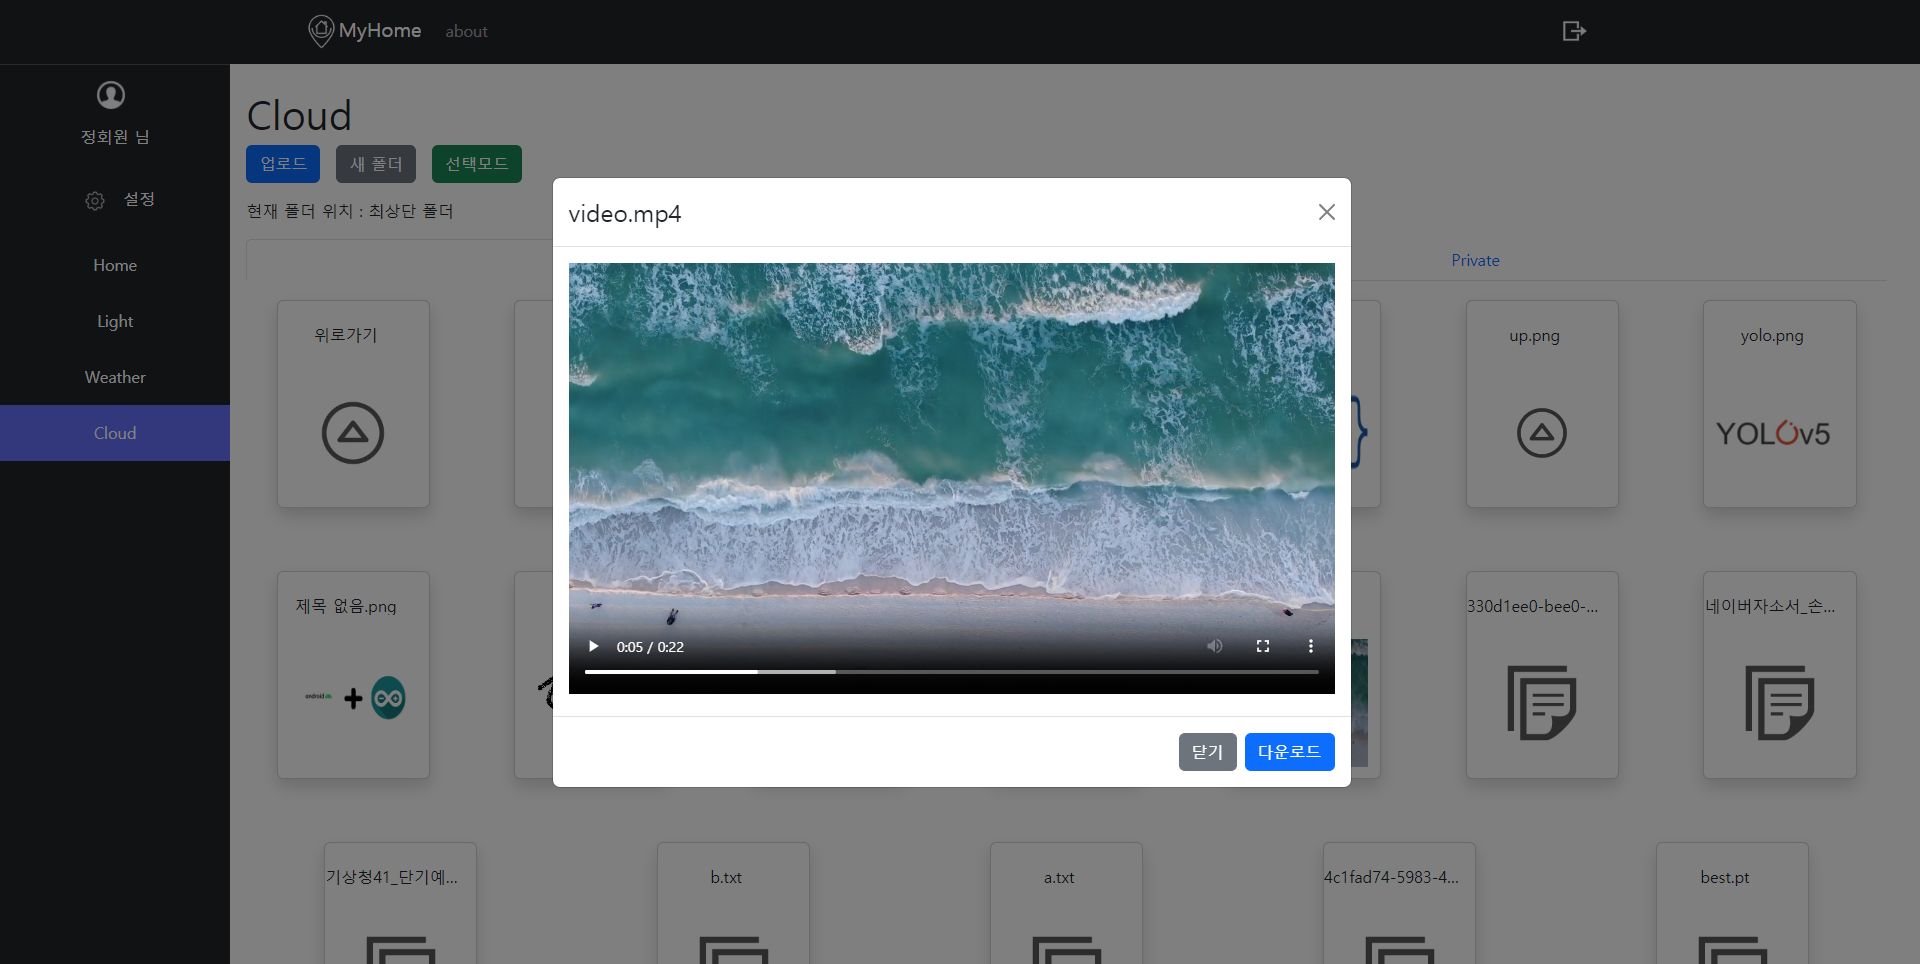 MyHome about
정회원 님
설정
Home
Light
Weather
Cloud
Cloud
업로드 새 폴더 선택모드
현재 폴더 위치 : 최상단 폴더
Private
video.mp4
0:05 / 0:22
닫기 다운로드
위로가기
up.png
yolo.png
YOLOv5
제목 없음.png
android
330d1ee0-bee0-...
네이버자소서_손...
기상청41_단기예...
b.txt
a.txt
4c1fad74-5983-4...
best.pt